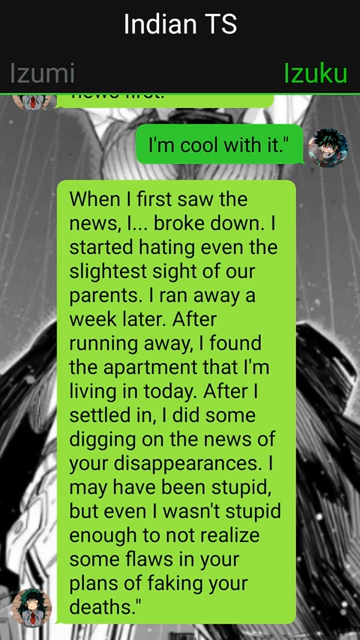 Indian TS
Izumi
Izuku
news first.
I'm cool with it."
When I first saw the
news, I... broke down. I
started hating even the
slightest sight of our
parents. I ran away a
week later. After
running away, I found
the apartment that I'm
living in today. After I
settled in, I did some
digging on the news of
your disappearances. I
may have been stupid,
but even I wasn't stupid
enough to not realize
some flaws in your
plans of faking your
deaths."